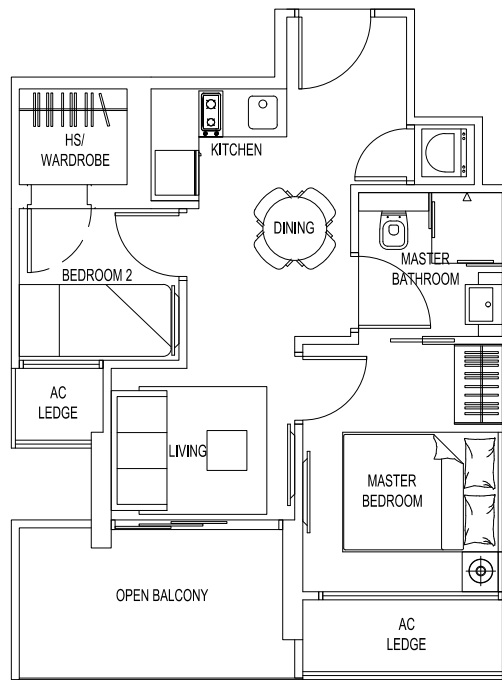 HS/
WARDROBE
KITCHEN
DINING
MASTER
BATHROOM
BEDROOM 2
AC
LEDGE
LIVING
MASTER
BEDROOM
OPEN BALCONY
AC
LEDGE